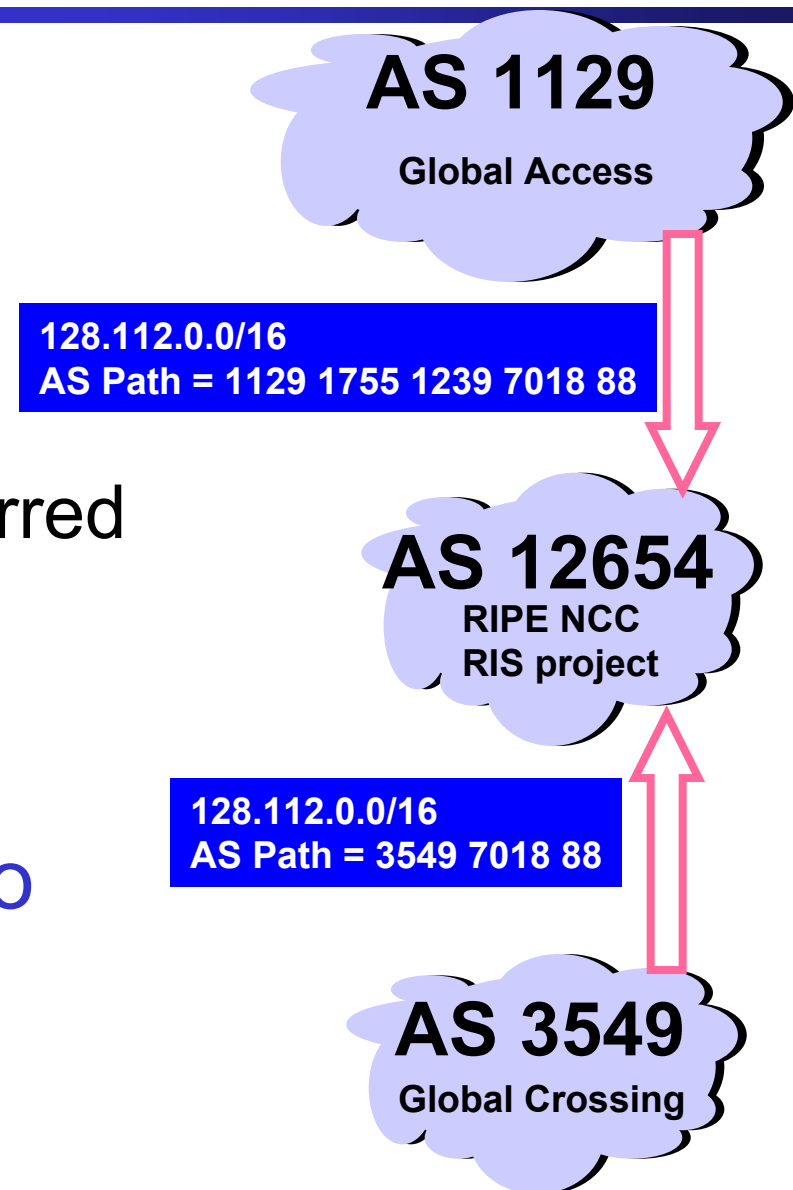 AS 1129
Global Access
128.112.0.0/16
AS Path = 1129 1755 1239 7018 88
rred
AS 12654
RIPE NCC
RIS project
128.112.0.0/16
AS Path = 3549 7018 88
o
AS 3549
Global Crossing